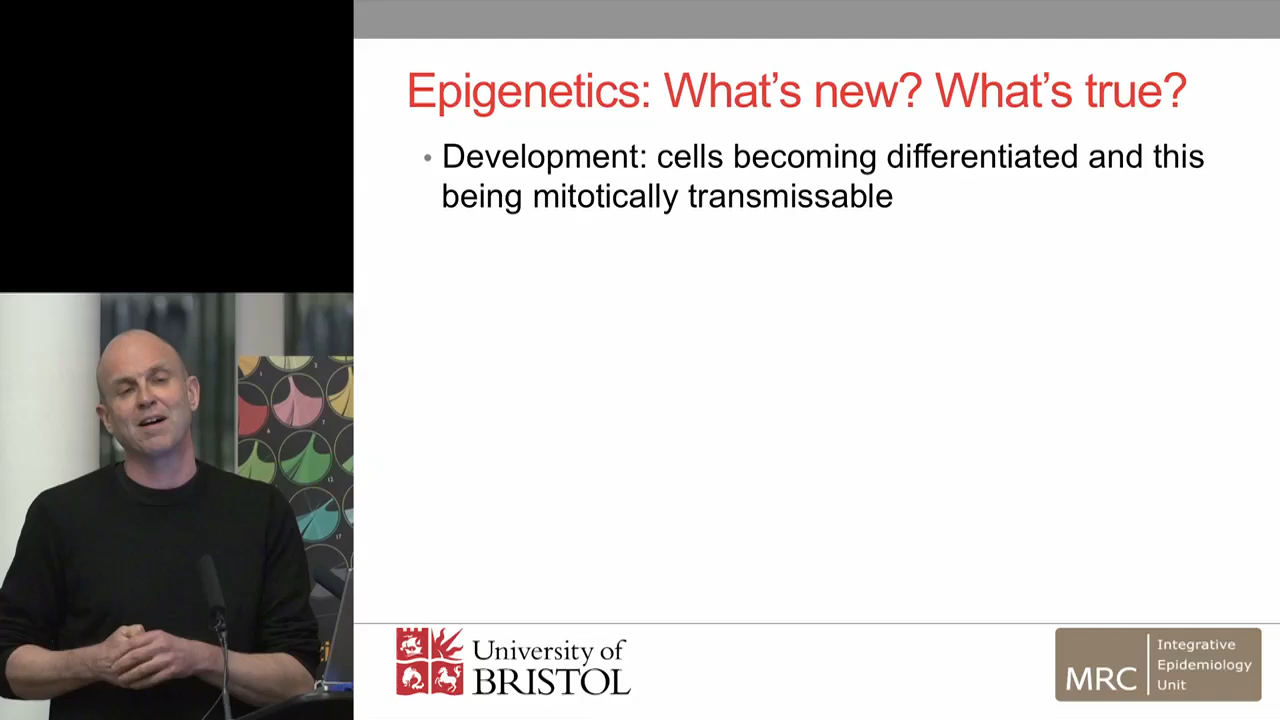 Epigenetics: What's new? What's true?
• Development: cells becoming differentiated and this
being mitotically transmissable
University of
BRISTOL
MRC
Integrative
Epidemiology
Unit